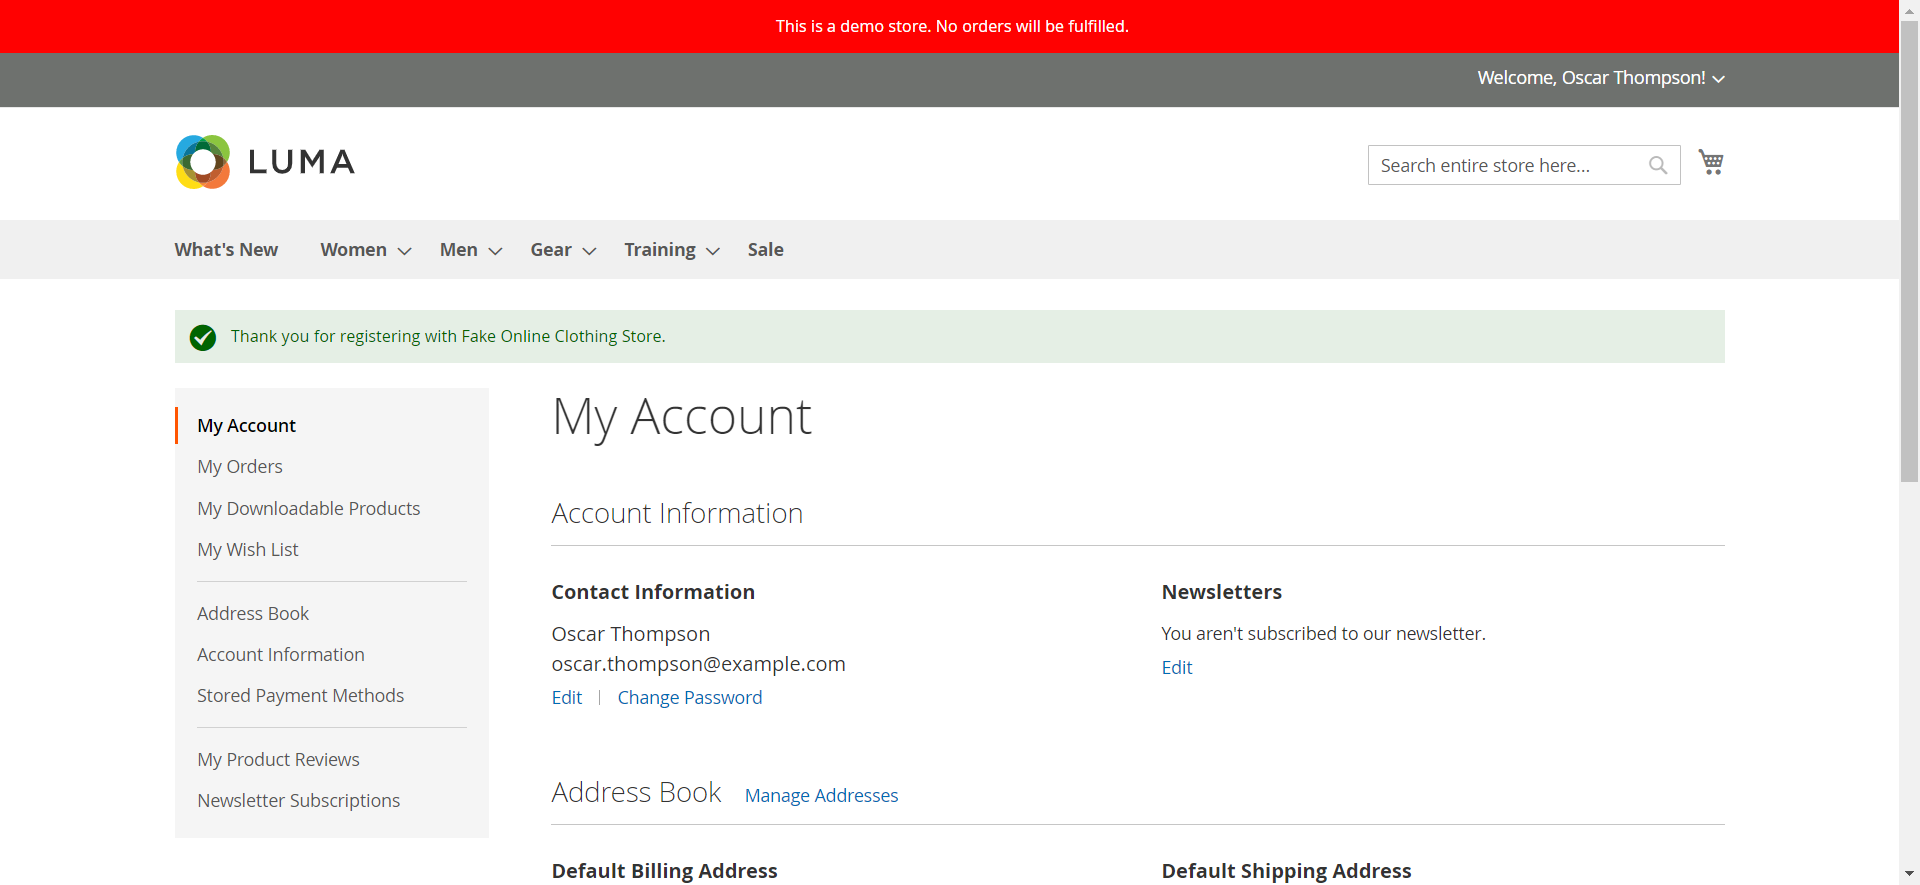 This is a demo store. No orders will be fulfilled.
Welcome, Oscar Thompson!
LUMA
Search entire store here...
What's New Women Men Gear Training Sale
Thank you for registering with Fake Online Clothing Store.
My Account
My Orders
My Downloadable Products
My Wish List
Address Book
Account Information
Stored Payment Methods
My Product Reviews
Newsletter Subscriptions
My Account
Account Information
Contact Information
Oscar Thompson
oscar.thompson@example.com
Edit | Change Password
Newsletters
You aren't subscribed to our newsletter.
Edit
Address Book Manage Addresses
Default Billing Address
Default Shipping Address